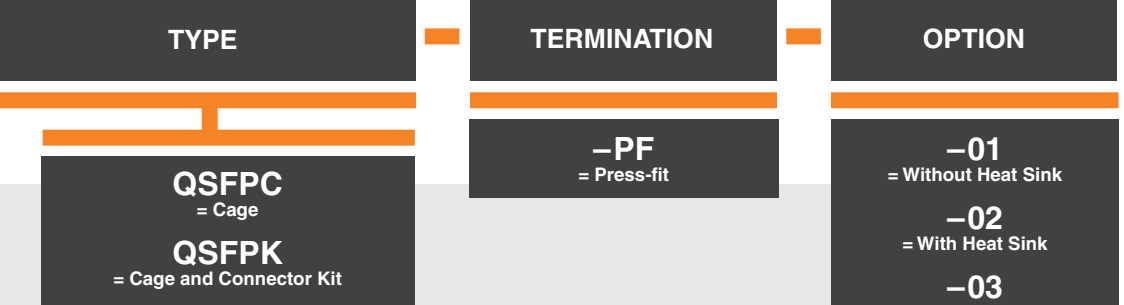 TYPE
TERMINATION
OPTION
QSFPC
= Cage
QSFPK
= Cage and Connector Kit
–PF
= Press-fit
–01
= Without Heat Sink
–02
= With Heat Sink
–03